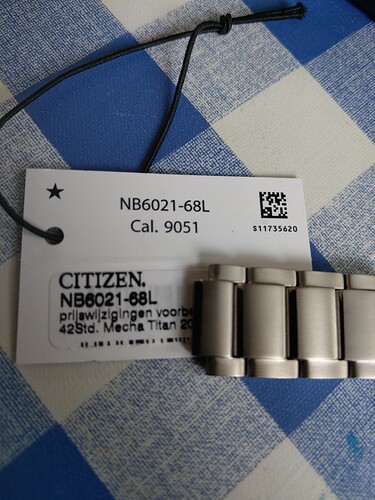 NB6021-68L
Cal. 9051
S11735620
CITIZEN.
NB6021-68L
prijswijzigingen voorbe
42Std. Mecha Titan 20